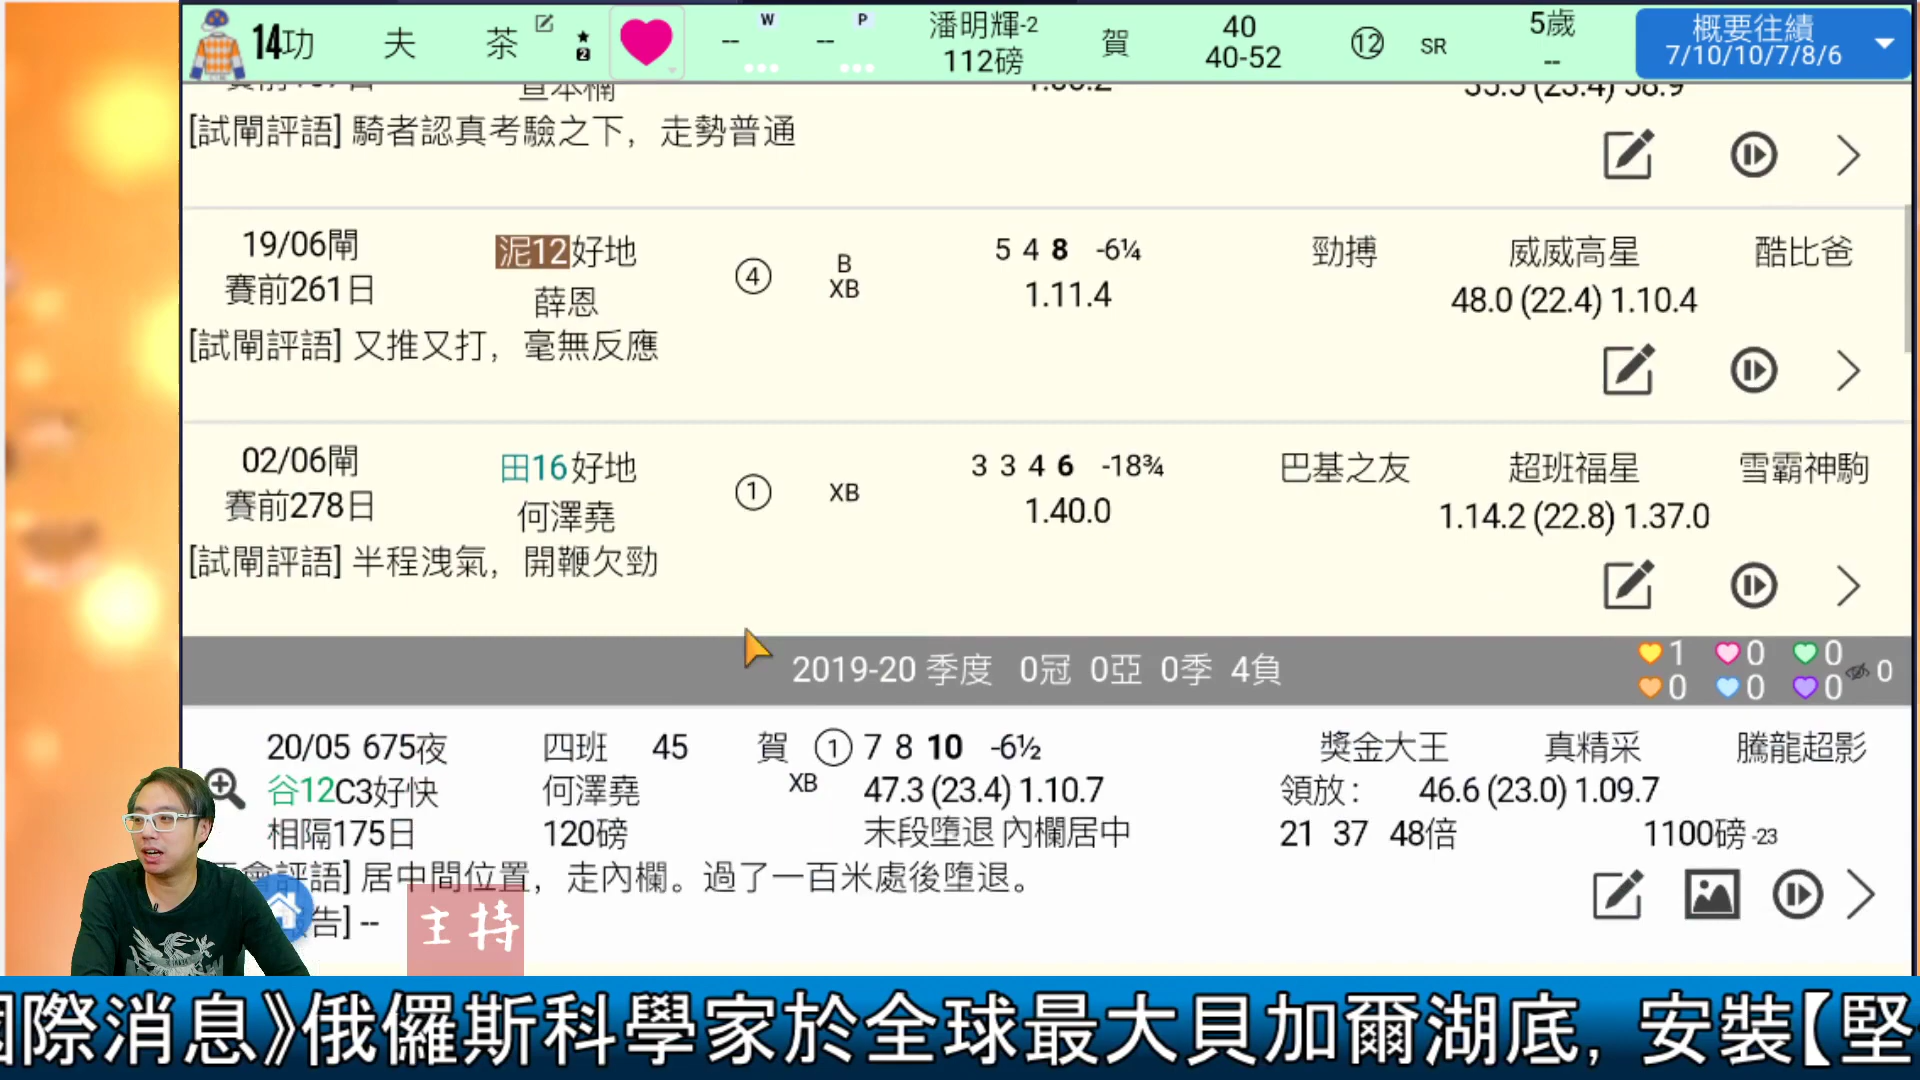 14功 夫 茶 ★ 2 -- W -- P 潘明輝-2 賀 40 ⑫ SR 5歲 概要往績
112磅 40-52 -- 7/10/10/7/8/6
[試閘評語] 騎者認真考驗之下，走勢普通
19/06閘 泥12好地 ④ B 5 4 8 -6¼ 勁搏 威威高星 酷比爸
賽前261日 薛恩 XB 1.11.4 48.0 (22.4) 1.10.4
[試閘評語] 又推又打，毫無反應
02/06閘 田16好地 ① XB 3 3 4 6 -18¾ 巴基之友 超班福星 雪霸神駒
賽前278日 何澤堯 1.40.0 1.14.2 (22.8) 1.37.0
[試閘評語] 半程洩氣，開鞭欠勁
2019-20 季度 0冠 0亞 0季 4負 1 0 0 0
0 0 0
20/05 675夜 四班 45 賀 ① 7 8 10 -6½ 獎金大王 真精采 騰龍超影
谷12C3好快 何澤堯 XB 47.3 (23.4) 1.10.7 領放： 46.6 (23.0) 1.09.7
相隔175日 120磅 末段墮退 內欄居中 21 37 48倍 1100磅-23
會評語] 居中間位置，走內欄。過了一百米處後墮退。
告] --
主持
國際消息》俄儸斯科學家於全球最大貝加爾湖底，安裝【堅